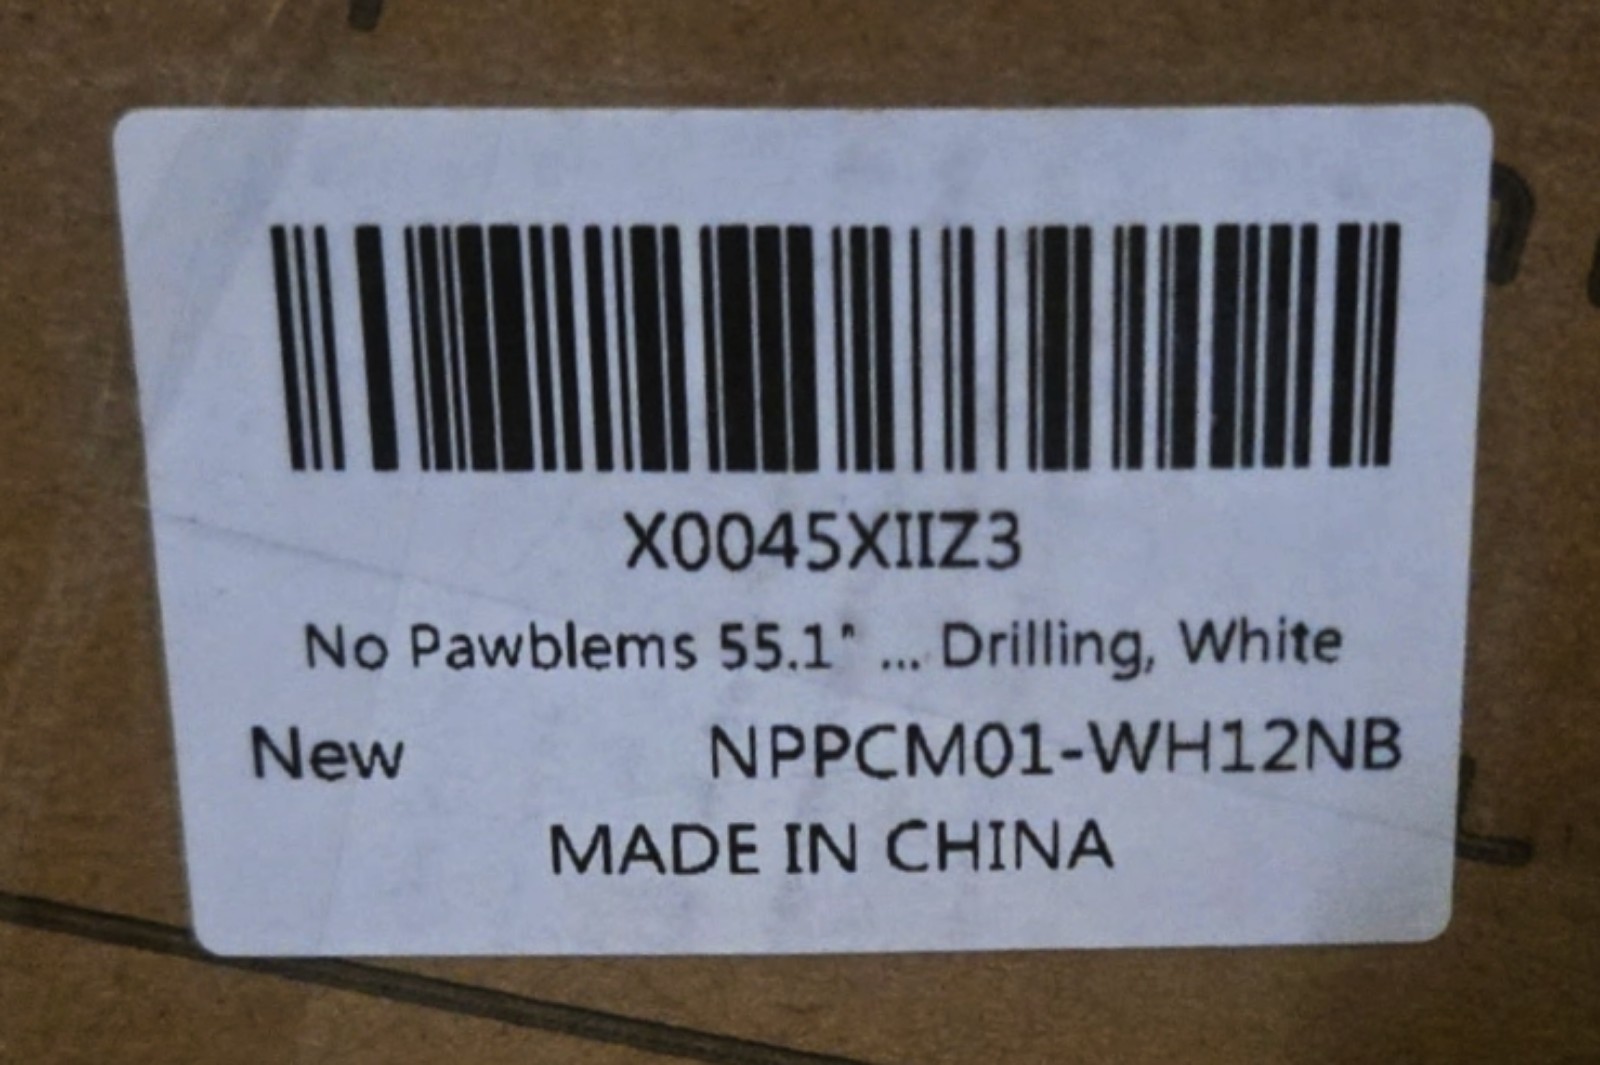 X0045XIIZ3
No Pawblems 55.1" ... Drilling, White
New NPPCM01-WH12NB
MADE IN CHINA